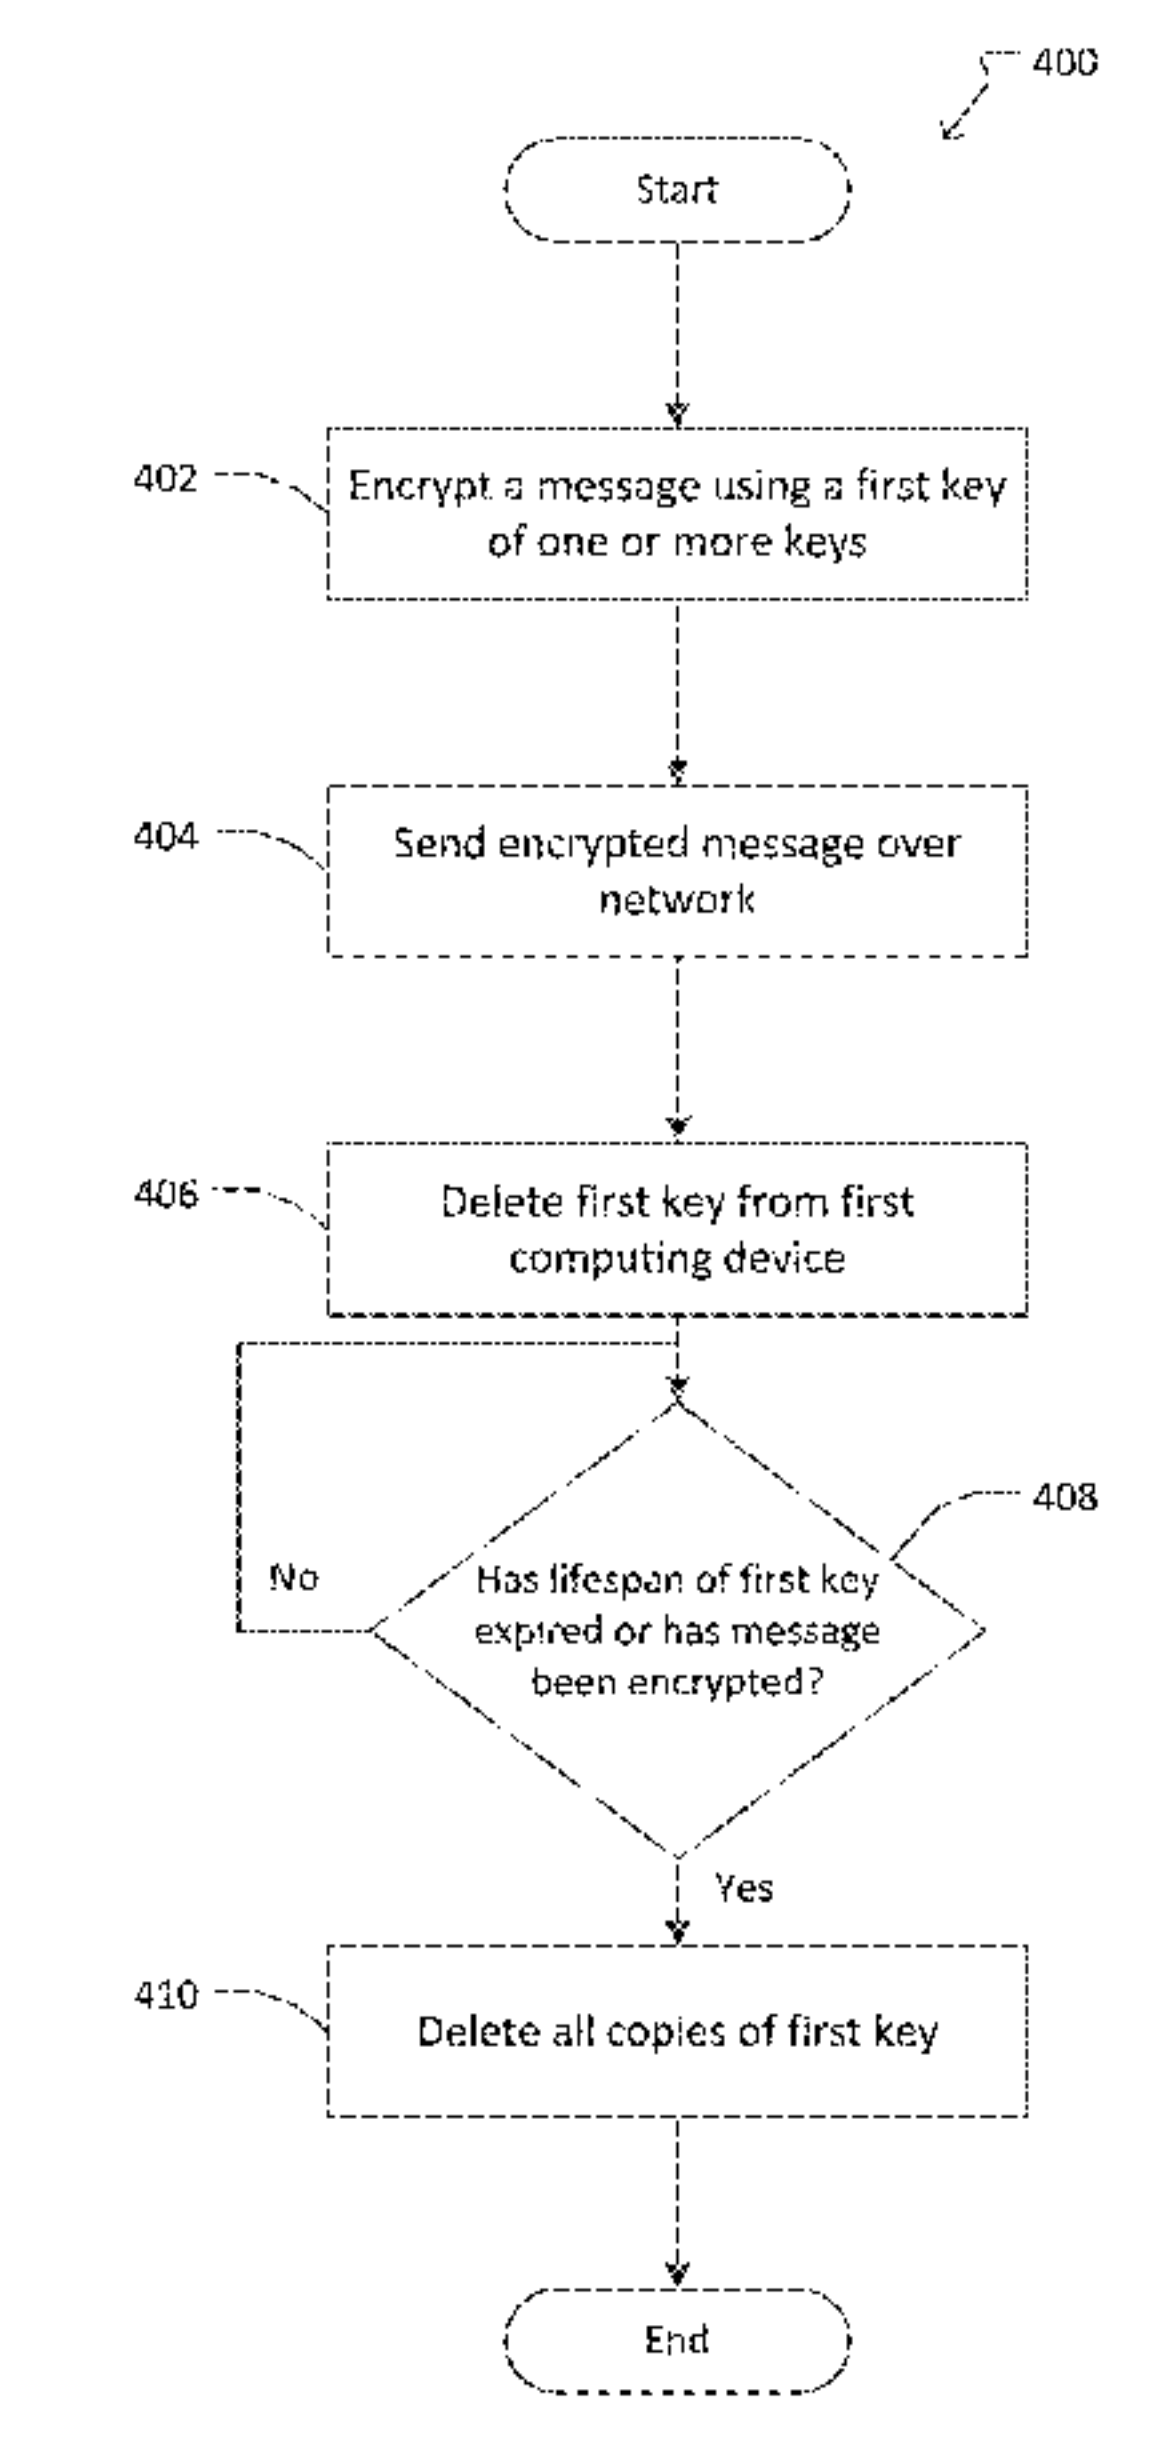 400
Start
402
Encrypt a message using a first key
of one or more keys
404
Send encrypted message over
network
406
Delete first key from first
computing device
408
No
Has lifespan of first key
expired or has message
been encrypted?
Yes
410
Delete all copies of first key
End